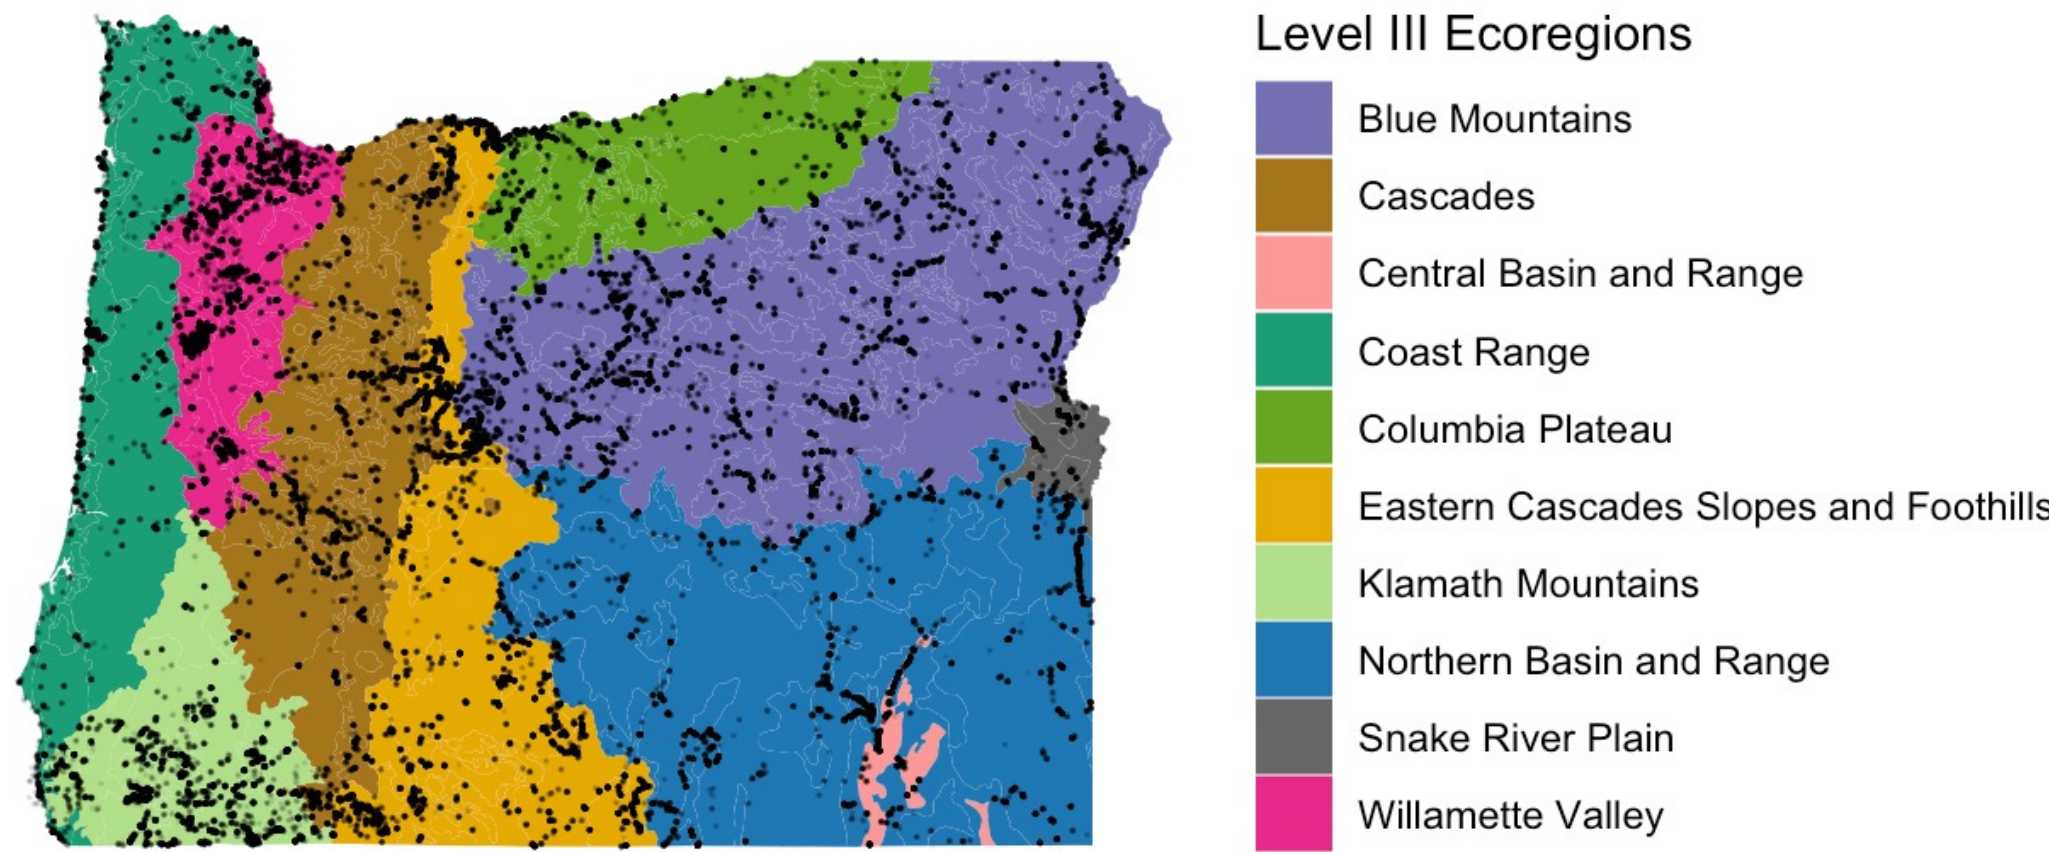 Level III Ecoregions
Blue Mountains
Cascades
Central Basin and Range
Coast Range
Columbia Plateau
Eastern Cascades Slopes and Foothills
Klamath Mountains
Northern Basin and Range
Snake River Plain
Willamette Valley